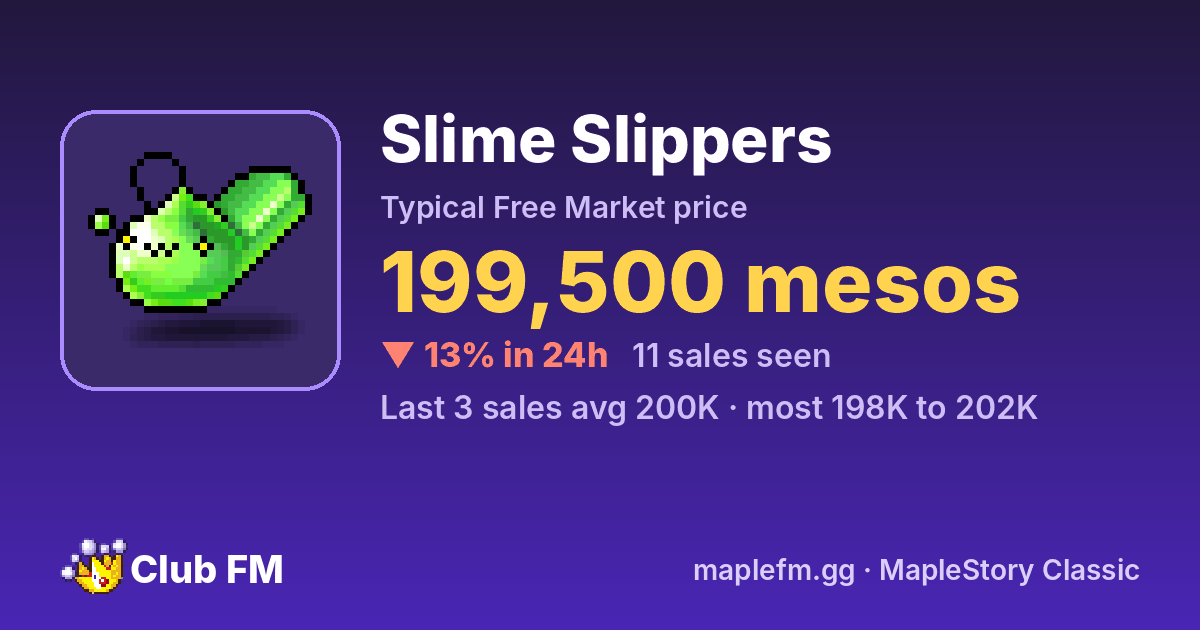 Slime Slippers
Typical Free Market price
199,500 mesos
▼ 13% in 24h 11 sales seen
Last 3 sales avg 200K · most 198K to 202K
Club FM
maplefm.gg · MapleStory Classic